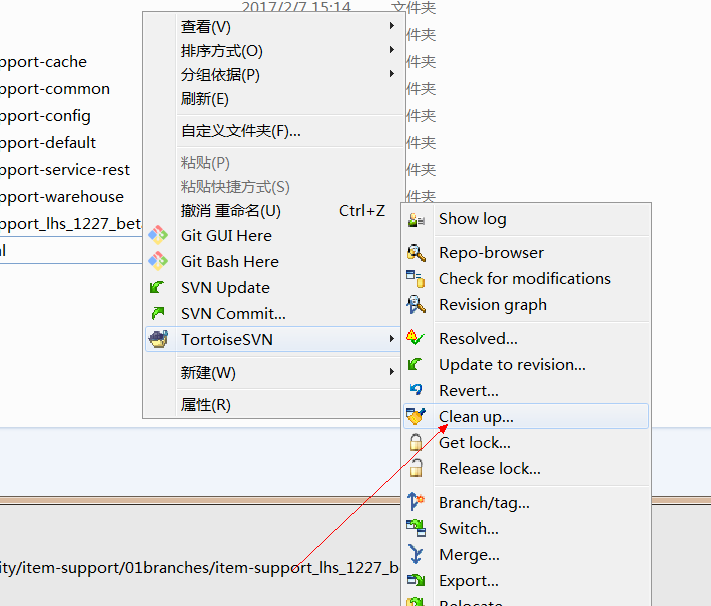 2017/2/7 15:14 文件夹
pport-cache
pport-common
pport-config
pport-default
pport-service-rest
pport-warehouse
pport_lhs_1227_bet
al
文件夹
件夹
件夹
件夹
件夹
件夹
件夹
查看(V)
排序方式(O)
分组依据(P)
刷新(E)
自定义文件夹(F)...
粘贴(P)
粘贴快捷方式(S)
撤消 重命名(U) Ctrl+Z
Git GUI Here
Git Bash Here
SVN Update
SVN Commit...
TortoiseSVN
新建(W)
属性(R)
Show log
Repo-browser
Check for modifications
Revision graph
Resolved...
Update to revision...
Revert...
Clean up...
Get lock...
Release lock...
Branch/tag...
Switch...
Merge...
Export...
Relocate
ity/item-support/01branches/item-support_lhs_1227_b